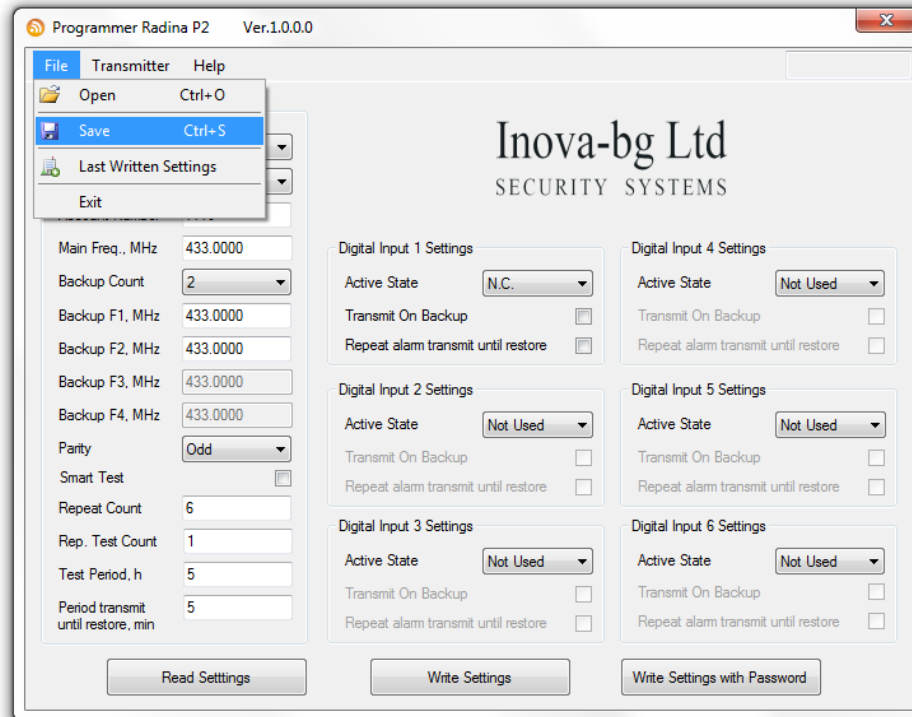 Programmer Radina P2 Ver.1.0.0.0
File Transmitter Help
Open Ctrl+O
Save Ctrl+S
Last Written Settings
Exit
Inova-bg Ltd
SECURITY SYSTEMS
Main Freq., MHz 433.0000
Backup Count 2
Backup F1, MHz 433.0000
Backup F2, MHz 433.0000
Backup F3, MHz 433.0000
Backup F4, MHz 433.0000
Parity Odd
Smart Test
Repeat Count 6
Rep. Test Count 1
Test Period, h 5
Period transmit
until restore, min 5
Digital Input 1 Settings
Active State N.C.
Transmit On Backup
Repeat alarm transmit until restore
Digital Input 2 Settings
Active State Not Used
Transmit On Backup
Repeat alarm transmit until restore
Digital Input 3 Settings
Active State Not Used
Transmit On Backup
Repeat alarm transmit until restore
Digital Input 4 Settings
Active State Not Used
Transmit On Backup
Repeat alarm transmit until restore
Digital Input 5 Settings
Active State Not Used
Transmit On Backup
Repeat alarm transmit until restore
Digital Input 6 Settings
Active State Not Used
Transmit On Backup
Repeat alarm transmit until restore
Read Setttings
Write Settings
Write Settings with Password